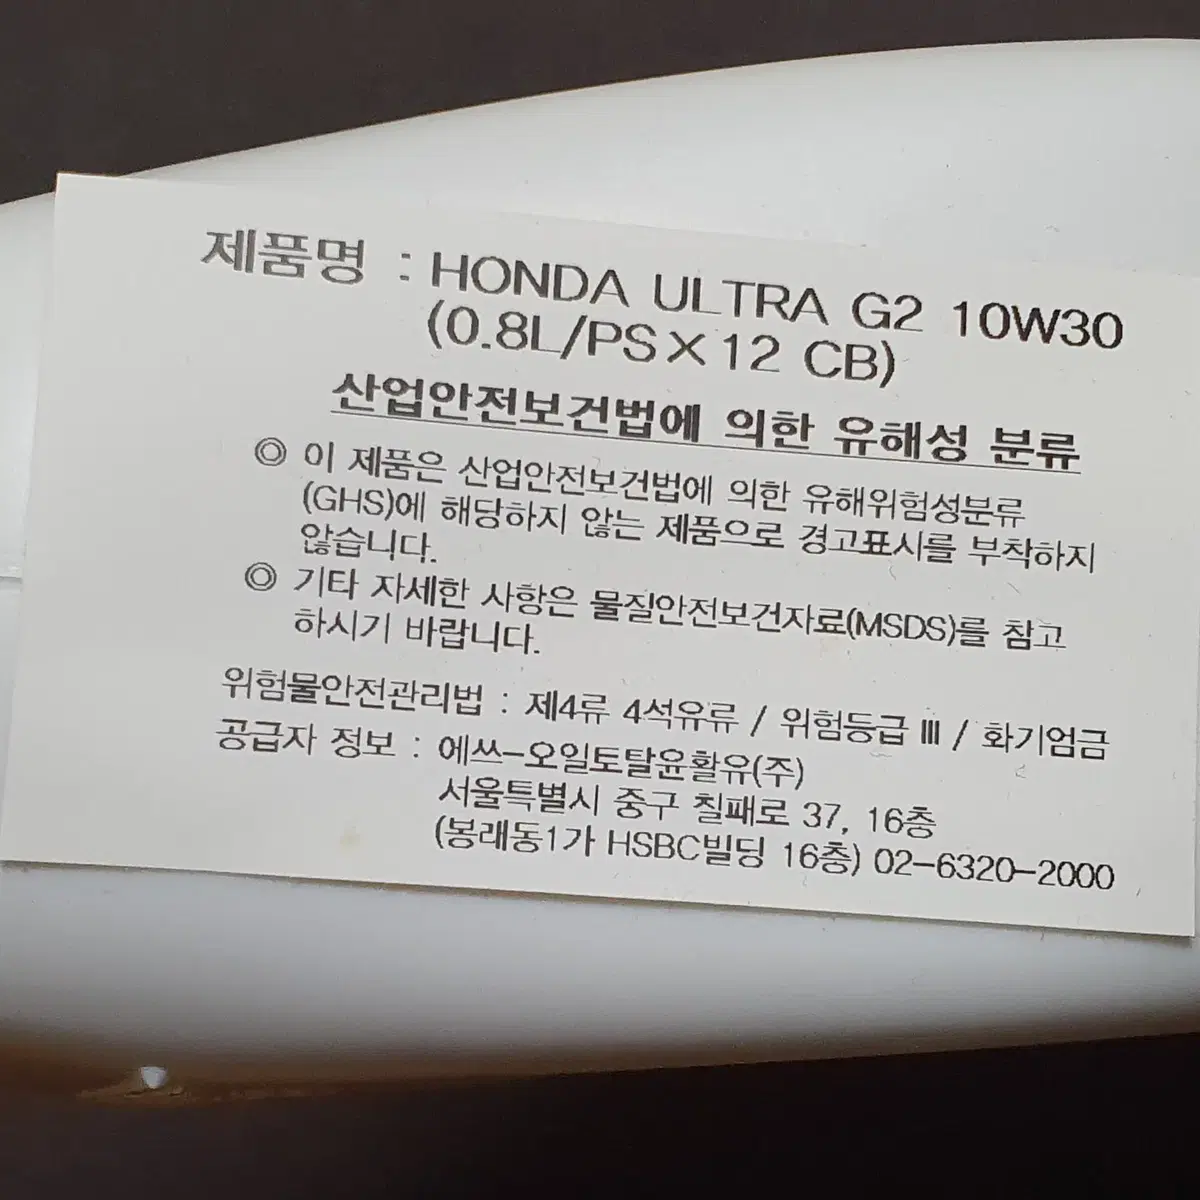 제품명 : HONDA ULTRA G2 10W30
(0.8L/PS×12 CB)
산업안전보건법에 의한 유해성 분류
◎ 이 제품은 산업안전보건법에 의한 유해위험성분류
(GHS)에 해당하지 않는 제품으로 경고표시를 부착하지
않습니다.
◎ 기타 자세한 사항은 물질안전보건자료(MSDS)를 참고
하시기 바랍니다.
위험물안전관리법 : 제4류 4석유류 / 위험등급 Ⅲ / 화기엄금
공급자 정보 : 에쓰-오일토탈윤활유(주)
서울특별시 중구 칠패로 37, 16층
(봉래동1가 HSBC빌딩 16층) 02-6320-2000